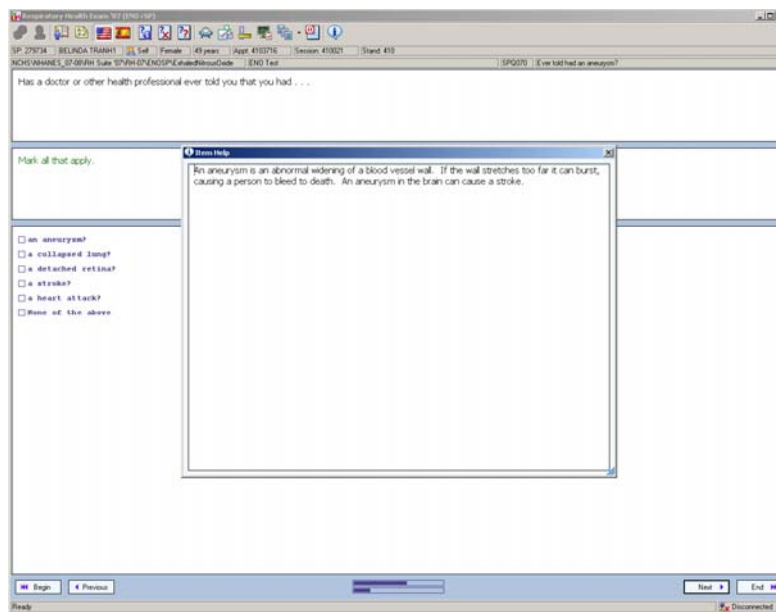 Respiratory Health Exam '07 (ENO +SP)
SP: 279734 BELINDA TRANH1 Self Female 49 years Appt: 4103716 Session: 410021 Stand: 410
NCHS\NHANES_07-08\RH Suite '07\RH-07\ENOSP\ExhaledNitrousOxide ENO Test SPQ070 Ever told had an aneurysm?
Has a doctor or other health professional ever told you that you had . . .
Mark all that apply.
Item Help
An aneurysm is an abnormal widening of a blood vessel wall. If the wall stretches too far it can burst,
causing a person to bleed to death. An aneurysm in the brain can cause a stroke.
an aneurysm?
a collapsed lung?
a detached retina?
a stroke?
a heart attack?
None of the above
Begin Previous Next End
Ready Disconnected